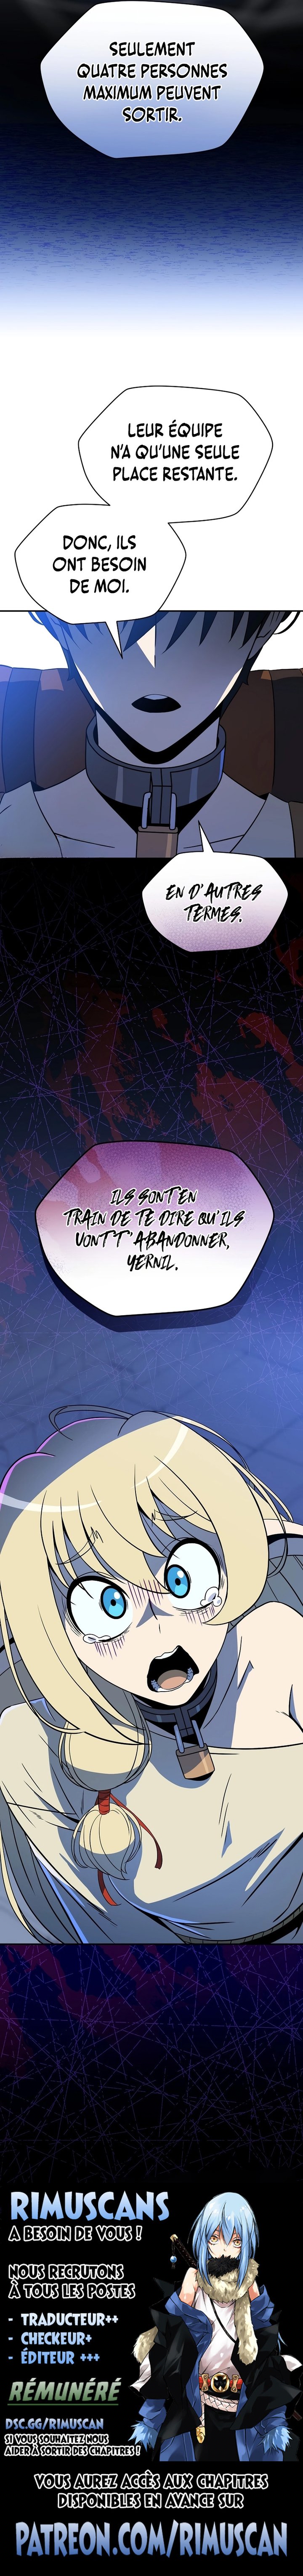 SEULEMENT
QUATRE PERSONNES
MAXIMUM PEUVENT
SORTIR.
LEUR ÉQUIPE
N'A QU'UNE SEULE
PLACE RESTANTE.
DONC, ILS
ONT BESOIN
DE MOI.
EN D'AUTRES
TERMES.
ILS SONT EN
TRAIN DE TE DIRE QU'ILS
VONT T'ABANDONNER,
YERNIL.
RIMUSCANS
A BESOIN DE VOUS !
NOUS RECRUTONS
À TOUS LES POSTES
- TRADUCTEUR++
- CHECKEUR+
- ÉDITEUR +++
RÉMUNÉRÉ
DSC.GG/RIMUSCAN
SI VOUS SOUHAITEZ NOUS
AIDER À SORTIR DES CHAPITRES !
VOUS AUREZ ACCÈS AUX CHAPITRES
DISPONIBLES EN AVANCE SUR
PATREON.COM/RIMUSCAN